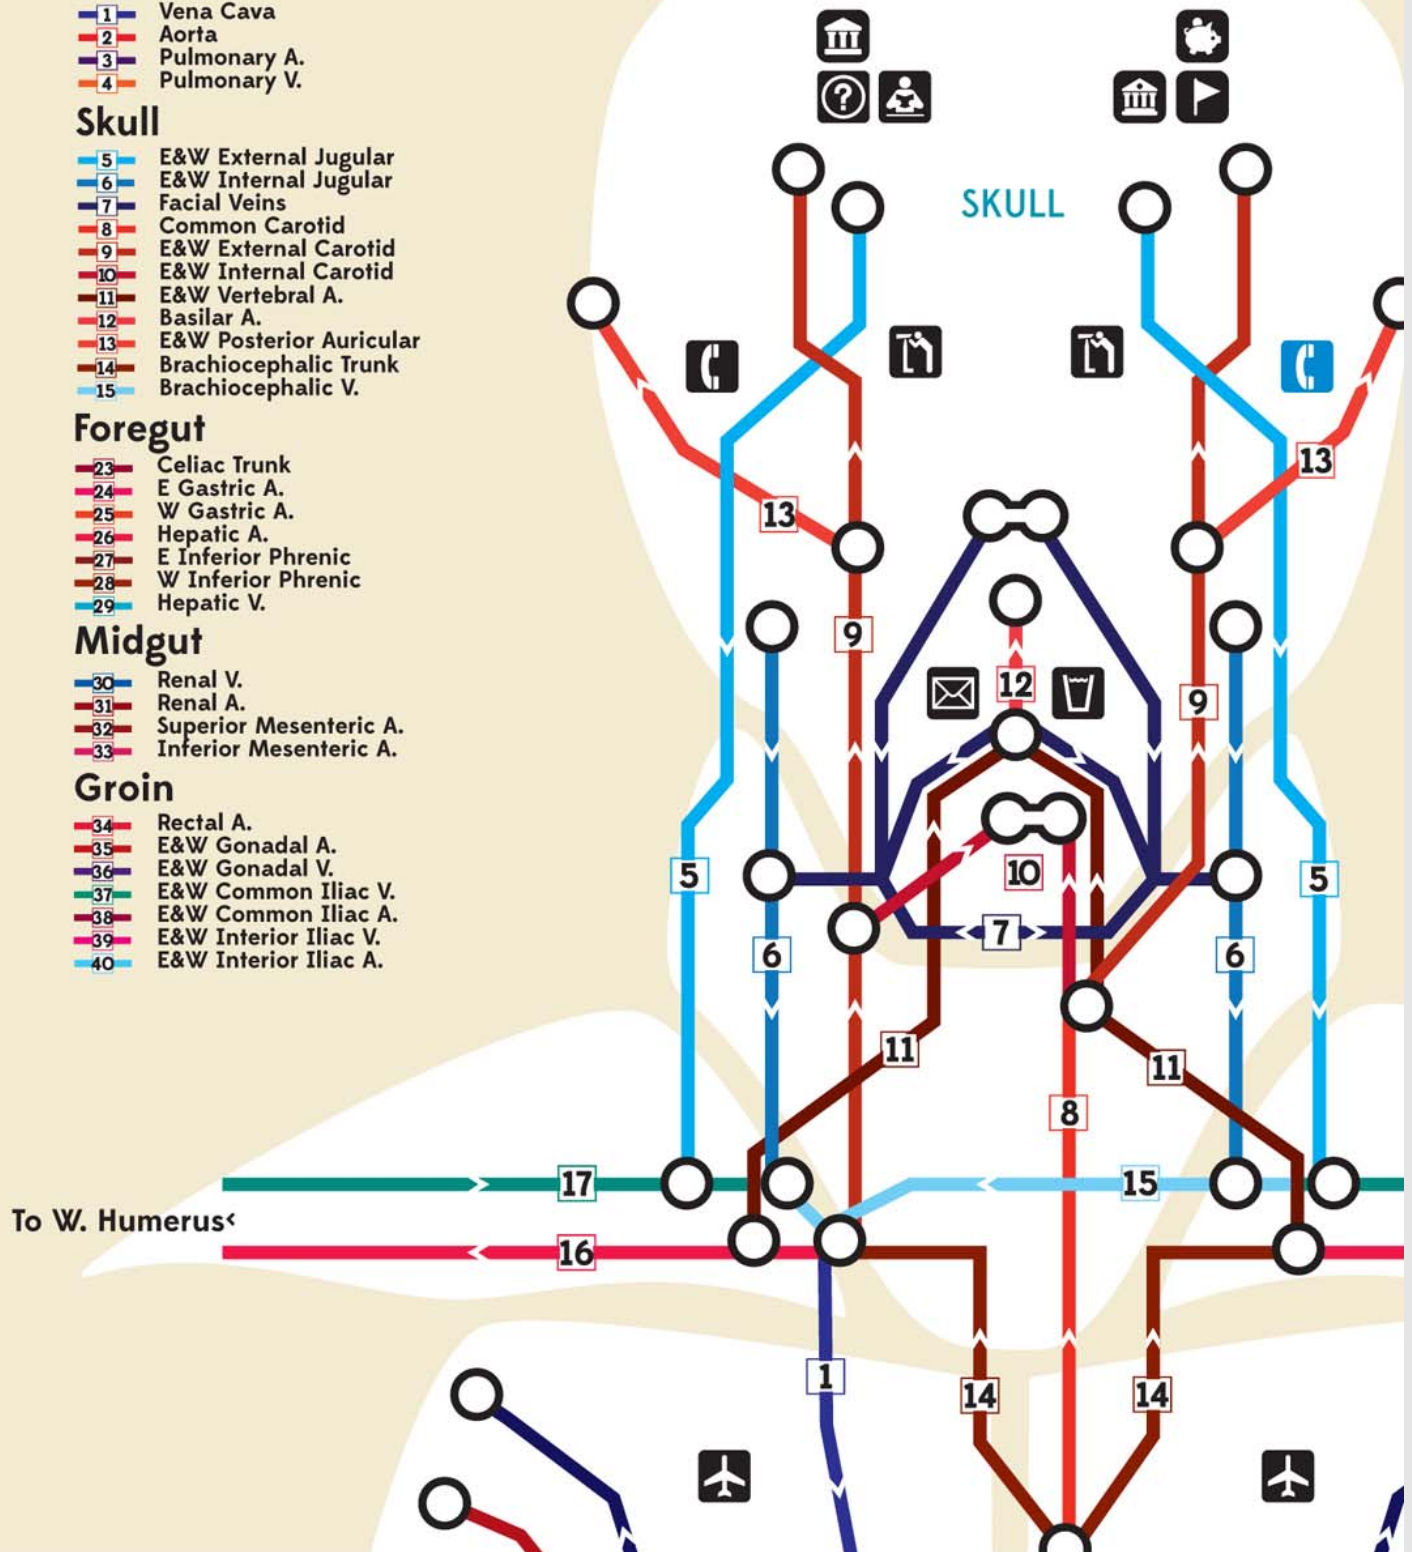 1 Vena Cava
2 Aorta
3 Pulmonary A.
4 Pulmonary V.
Skull
5 E&W External Jugular
6 E&W Internal Jugular
7 Facial Veins
8 Common Carotid
9 E&W External Carotid
10 E&W Internal Carotid
11 E&W Vertebral A.
12 Basilar A.
13 E&W Posterior Auricular
14 Brachiocephalic Trunk
15 Brachiocephalic V.
Foregut
23 Celiac Trunk
24 E Gastric A.
25 W Gastric A.
26 Hepatic A.
27 E Inferior Phrenic
28 W Inferior Phrenic
29 Hepatic V.
Midgut
30 Renal V.
31 Renal A.
32 Superior Mesenteric A.
33 Inferior Mesenteric A.
Groin
34 Rectal A.
35 E&W Gonadal A.
36 E&W Gonadal V.
37 E&W Common Iliac V.
38 E&W Common Iliac A.
39 E&W Interior Iliac V.
40 E&W Interior Iliac A.
?
SKULL
13
13
9
12
9
5
10
5
7
6
6
11
11
8
17
15
To W. Humerus<
16
1
14
14